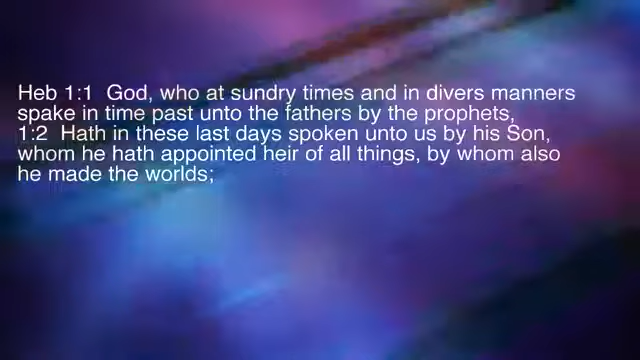 Heb 1:1  God, who at sundry times and in divers manners
spake in time past unto the fathers by the prophets,
1:2  Hath in these last days spoken unto us by his Son,
whom he hath appointed heir of all things, by whom also
he made the worlds;